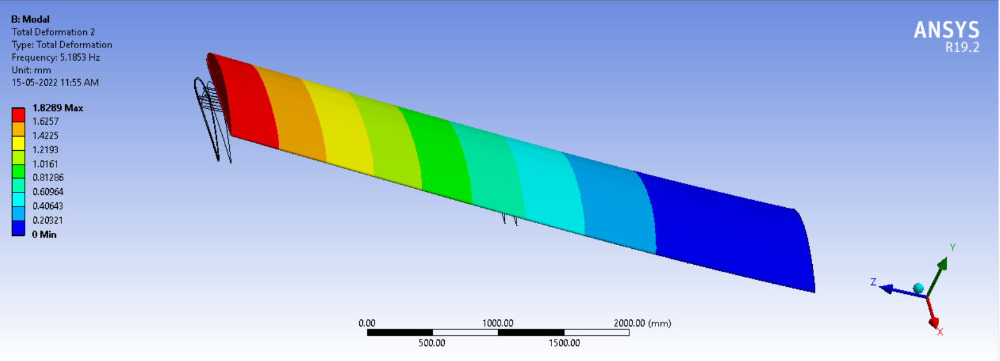 B: Modal
Total Deformation 2
Type: Total Deformation
Frequency: 5.1853 Hz
Unit: mm
15-05-2022 11:55 AM
1.8289 Max
1.6257
1.4225
1.2193
1.0161
0.81286
0.60964
0.40643
0.20321
0 Min
ANSYS
R19.2
Y
Z
X
0.00 1000.00 2000.00 (mm)
500.00 1500.00